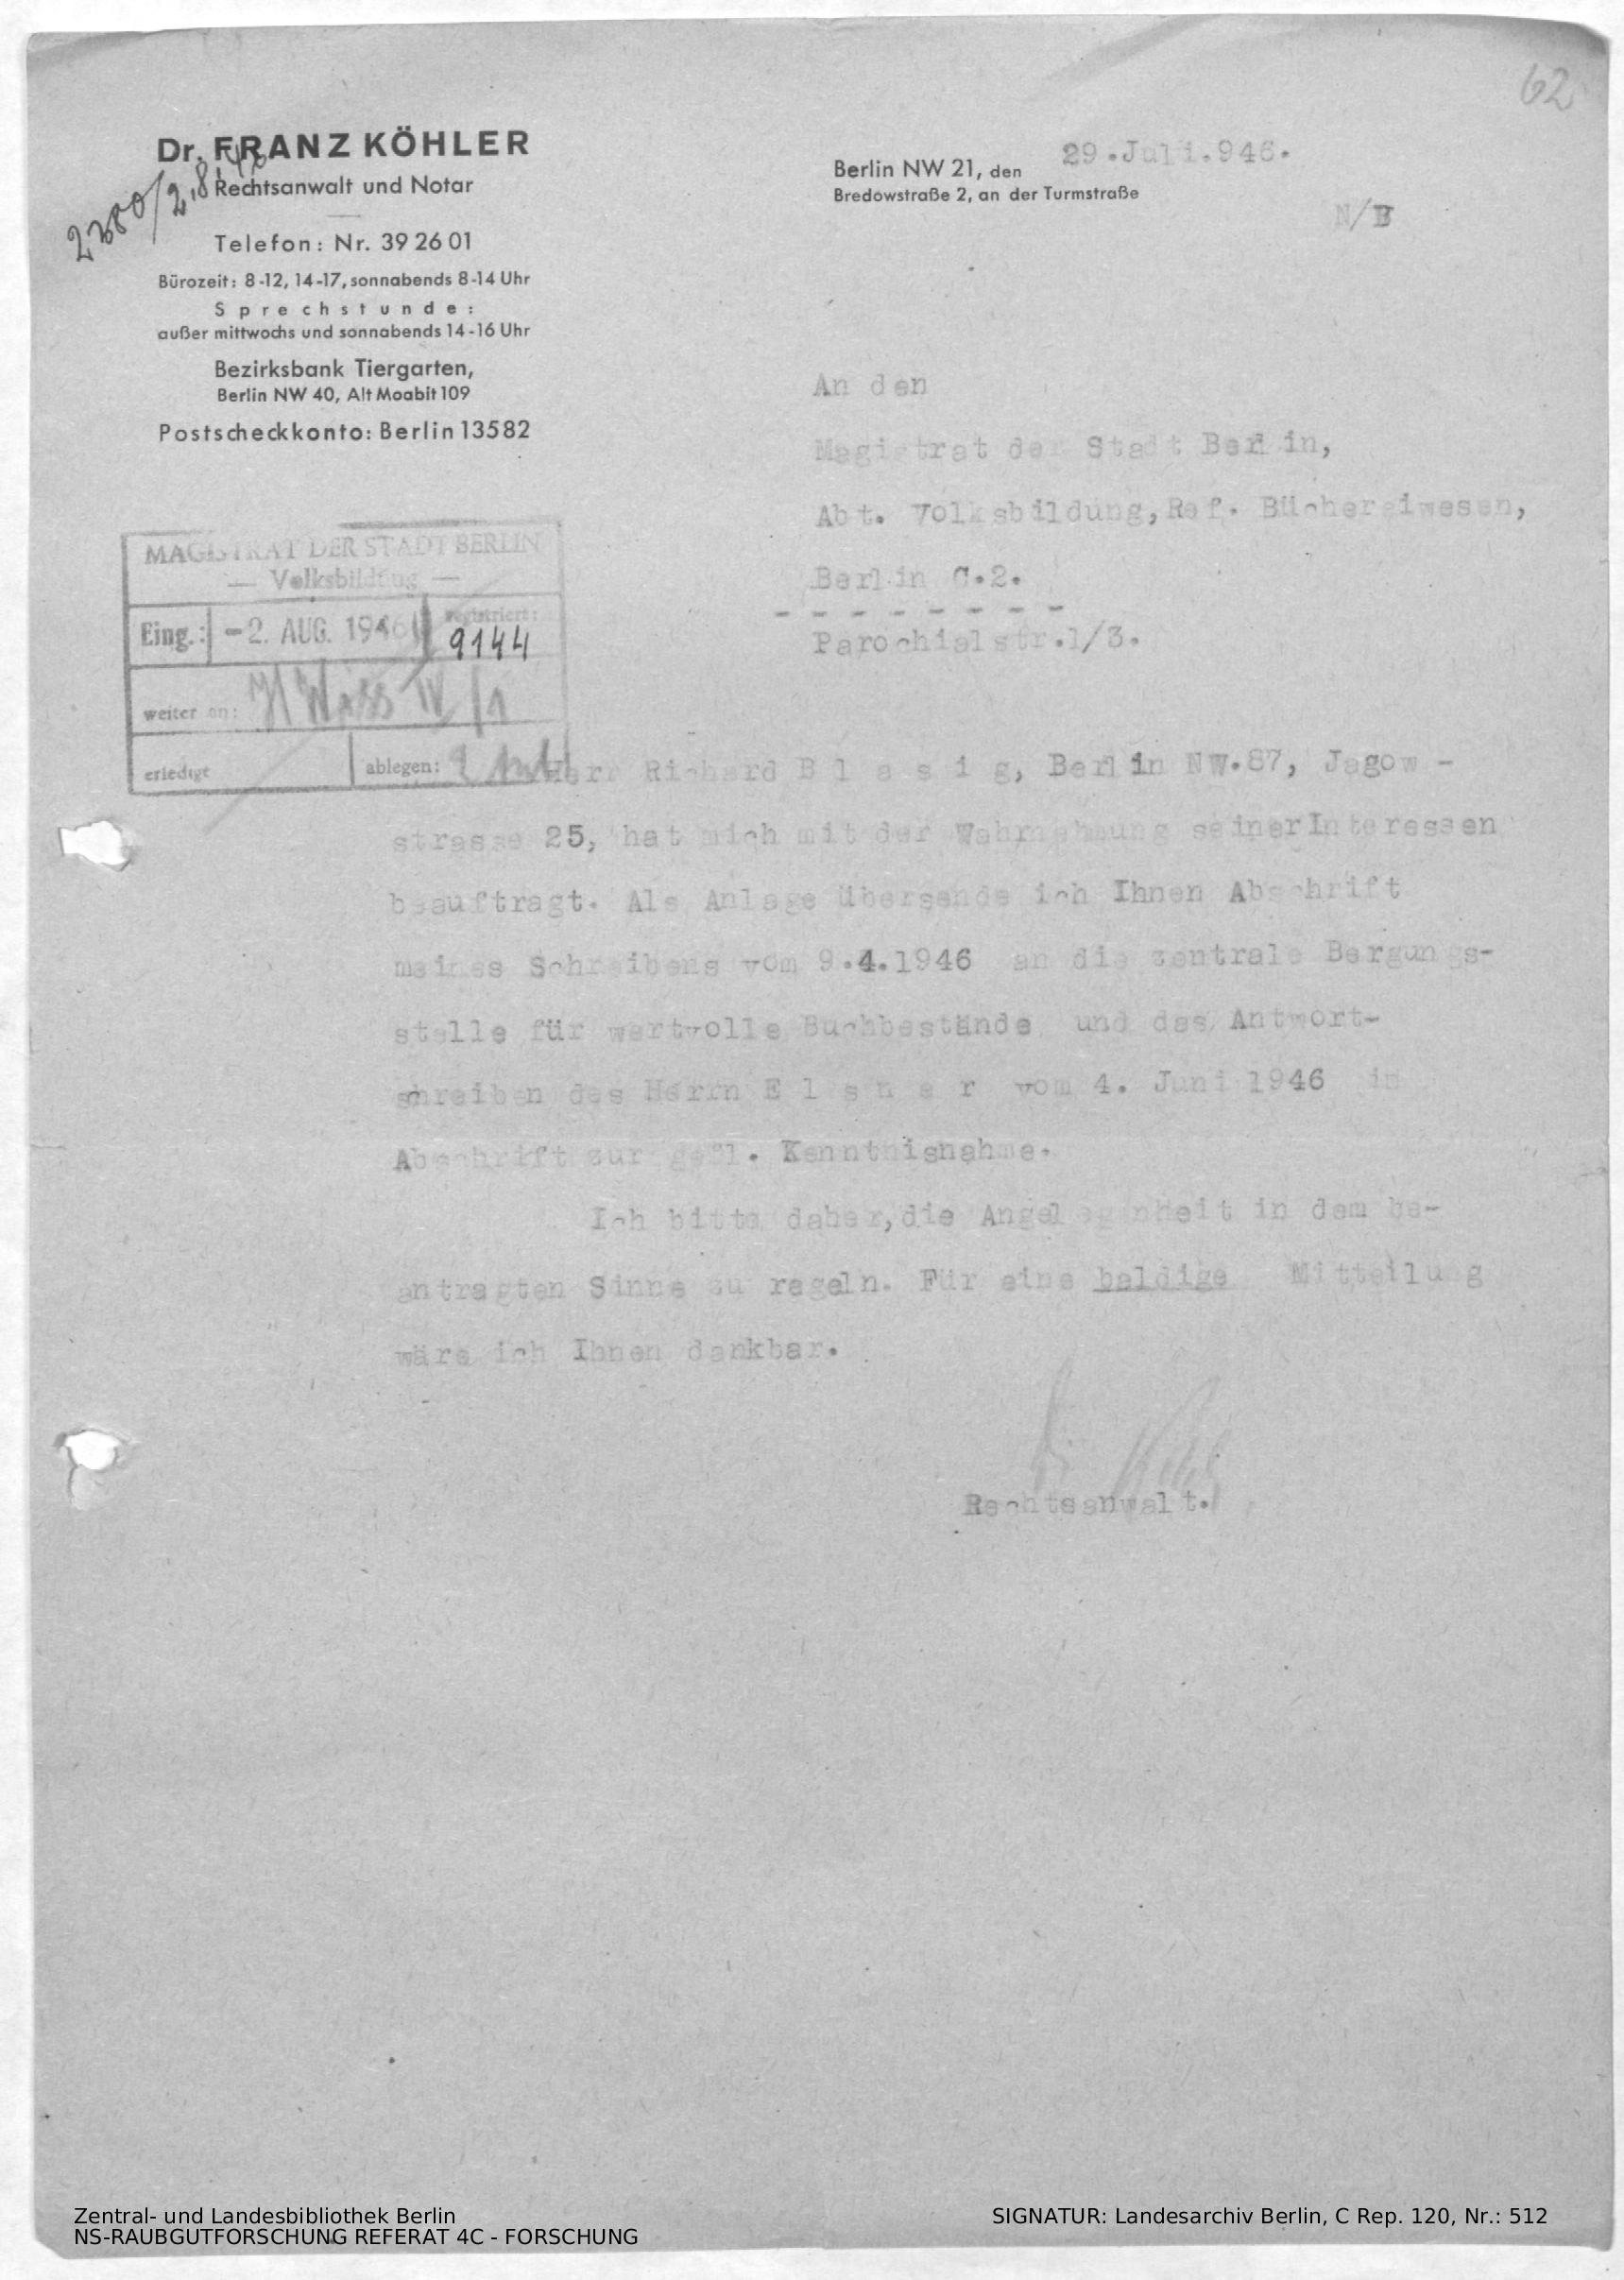 62
Dr. FRANZ KÖHLER
Rechtsanwalt und Notar
Telefon: Nr. 39 26 01
Bürozeit: 8-12, 14-17, sonnabends 8-14 Uhr
Sprechstunde:
außer mittwochs und sonnabends 14-16 Uhr
Bezirksbank Tiergarten,
Berlin NW 40, Alt Moabit 109
Postscheckkonto: Berlin 13582
Berlin NW 21, den 29.Juli.946.
Bredowstraße 2, an der Turmstraße
N/B
An den
Magistrat der Stadt Berlin,
Abt. Volksbildung, Ref. Büchereiwesen,
Berlin C.2.
Parochialstr.1/3.
MAGISTRAT DER STADT BERLIN
— Volksbildung —
Eing.: -2. AUG. 1946 registriert: 9144
weiter an:
erledigt ablegen:
Herr Richard B l a s i g, Berlin NW.87, Jagow -
strasse 25, hat mich mit der Wahrnehmung seiner Interessen
beauftragt. Als Anlage übersende ich Ihnen Abschrift
meines Schreibens vom 9.4.1946 an die zentrale Bergungs-
stelle für wertvolle Buchbestände und das Antwort-
schreiben des Herrn E l s n e r vom 4. Juni 1946 in
Abschrift zur gefl. Kenntnisnahme.
Ich bitte daher, die Angelegenheit in dem be-
antragten Sinne zu regeln. Für eine baldige Mitteilung
wäre ich Ihnen dankbar.
Rechtsanwalt.
Zentral- und Landesbibliothek Berlin
NS-RAUBGUTFORSCHUNG REFERAT 4C - FORSCHUNG
SIGNATUR: Landesarchiv Berlin, C Rep. 120, Nr.: 512